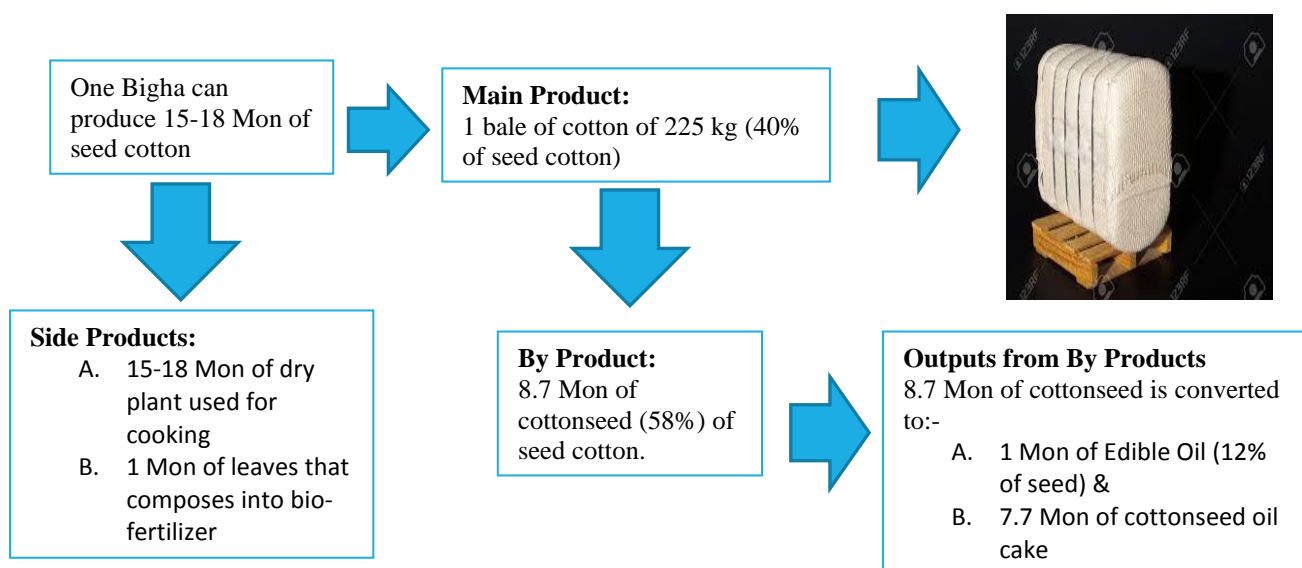 One Bigha can
produce 15-18 Mon of
seed cotton
Main Product:
1 bale of cotton of 225 kg (40%
of seed cotton)
Side Products:
A. 15-18 Mon of dry
plant used for
cooking
B. 1 Mon of leaves that
composes into bio-
fertilizer
By Product:
8.7 Mon of
cottonseed (58%) of
seed cotton.
Outputs from By Products
8.7 Mon of cottonseed is converted
to:-
A. 1 Mon of Edible Oil (12%
of seed) &
B. 7.7 Mon of cottonseed oil
cake
123RF
123RF
123RF
123RF